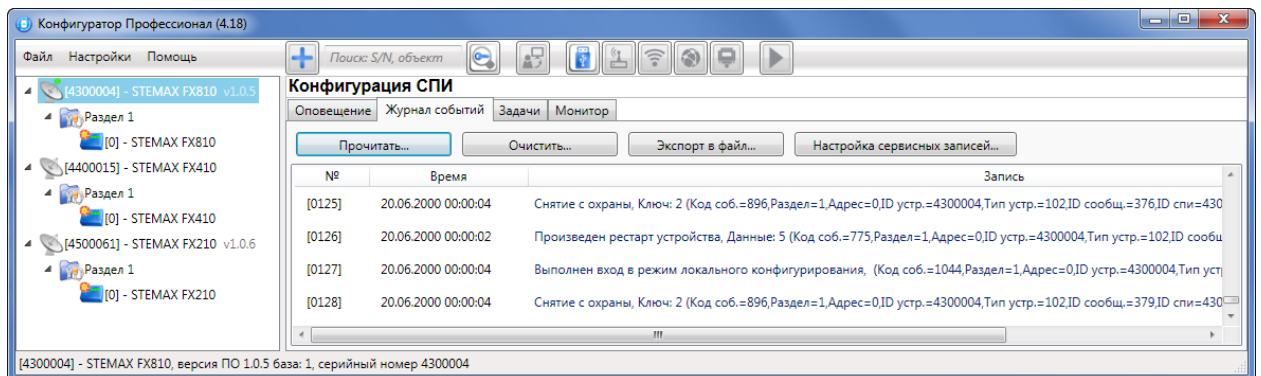 Конфигуратор Профессионал (4.18)
Файл Настройки Помощь
Поиск: S/N, объект
[4300004] - STEMAX FX810 v1.0.5
Раздел 1
[0] - STEMAX FX810
[4400015] - STEMAX FX410
Раздел 1
[0] - STEMAX FX410
[4500061] - STEMAX FX210 v1.0.6
Раздел 1
[0] - STEMAX FX210
Конфигурация СПИ
Оповещение Журнал событий Задачи Монитор
Прочитать... Очистить... Экспорт в файл... Настройка сервисных записей...
№ Время Запись
[0125] 20.06.2000 00:00:04 Снятие с охраны, Ключ: 2 (Код соб.=896,Раздел=1,Адрес=0,ID устр.=4300004,Тип устр.=102,ID сообщ.=376,ID спи=430
[0126] 20.06.2000 00:00:02 Произведен рестарт устройства, Данные: 5 (Код соб.=775,Раздел=1,Адрес=0,ID устр.=4300004,Тип устр.=102,ID сообщ
[0127] 20.06.2000 00:00:04 Выполнен вход в режим локального конфигурирования, (Код соб.=1044,Раздел=1,Адрес=0,ID устр.=4300004,Тип уст
[0128] 20.06.2000 00:00:04 Снятие с охраны, Ключ: 2 (Код соб.=896,Раздел=1,Адрес=0,ID устр.=4300004,Тип устр.=102,ID сообщ.=379,ID спи=430
[4300004] - STEMAX FX810, версия ПО 1.0.5 база: 1, серийный номер 4300004